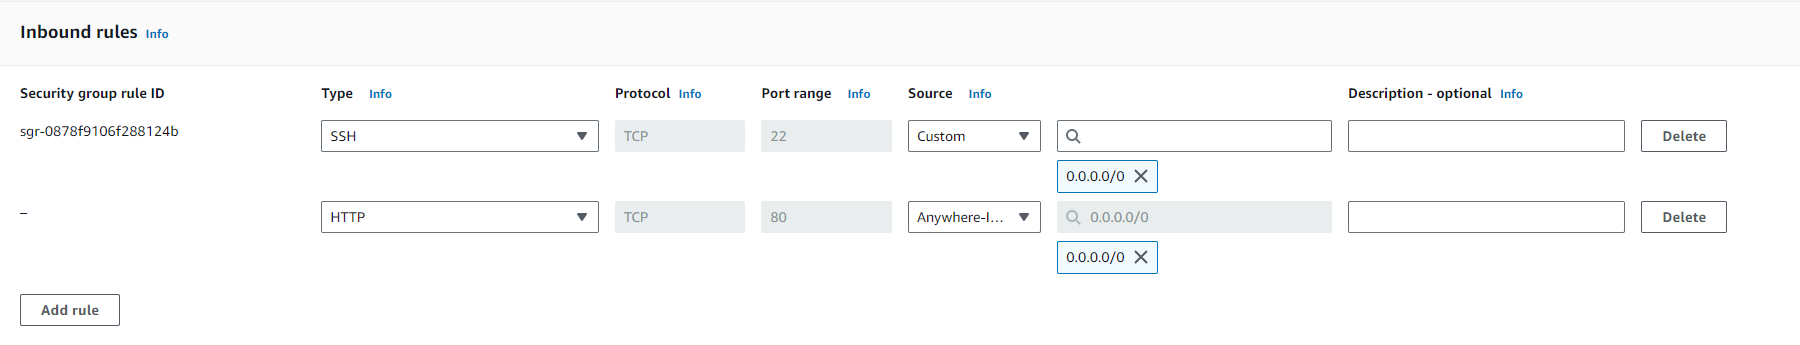 Inbound rules Info
Security group rule ID Type Info Protocol Info Port range Info Source Info Description - optional Info
sgr-0878f9106f288124b SSH TCP 22 Custom Delete
0.0.0.0/0
– HTTP TCP 80 Anywhere-I... 0.0.0.0/0 Delete
0.0.0.0/0
Add rule